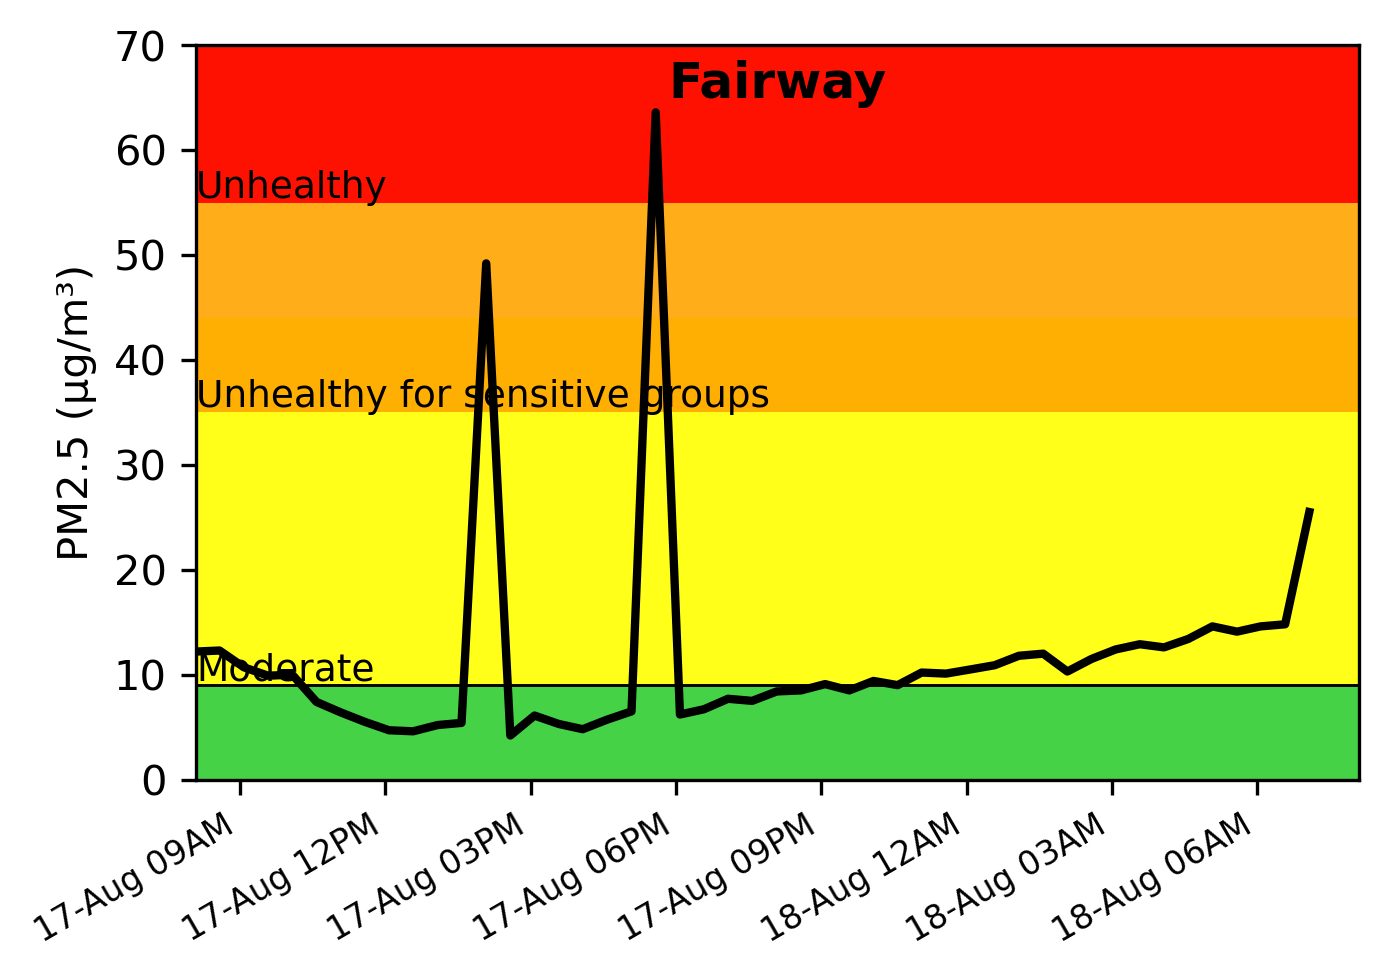 Fairway
PM2.5 (µg/m³)
70
60
Unhealthy
50
40
Unhealthy for sensitive groups
30
20
Moderate
10
0
17-Aug 09AM
17-Aug 12PM
17-Aug 03PM
17-Aug 06PM
17-Aug 09PM
18-Aug 12AM
18-Aug 03AM
18-Aug 06AM